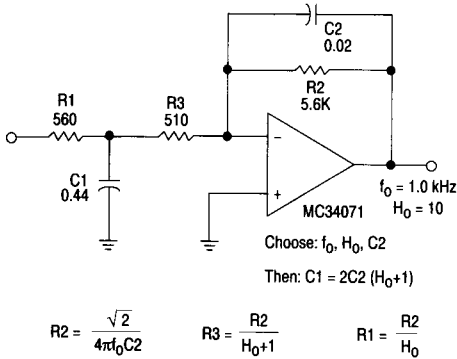 C2
0.02
R2
5.6K
R1
560
R3
510
C1
0.44
−
+
MC34071
f₀ = 1.0 kHz
H₀ = 10
Choose: f₀, H₀, C2
Then: C1 = 2C2 (H₀+1)
R2 = √2 / 4πf₀C2
R3 = R2 / H₀+1
R1 = R2 / H₀